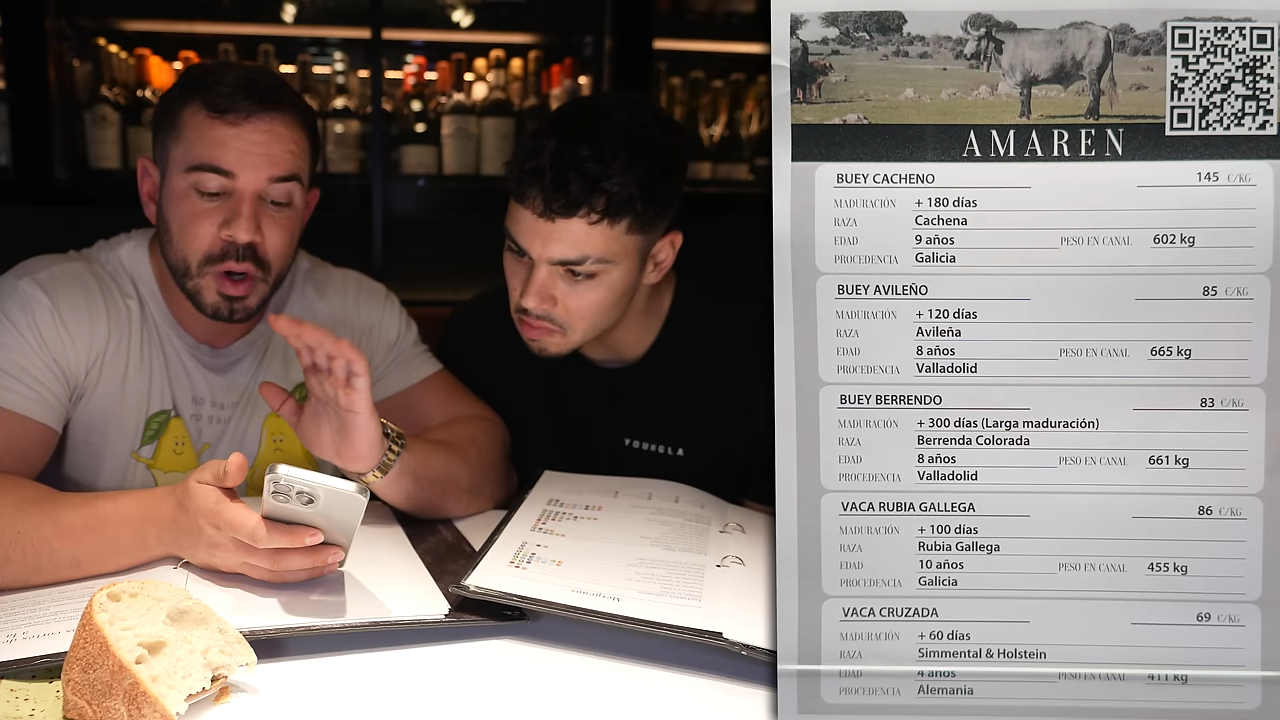 no pain
no gain
YOUNGLA
Alérgenos
AMAREN
BUEY CACHENO 145 €/KG
MADURACIÓN + 180 días
RAZA Cachena
EDAD 9 años PESO EN CANAL 602 kg
PROCEDENCIA Galicia
BUEY AVILEÑO 85 €/KG
MADURACIÓN + 120 días
RAZA Avileña
EDAD 8 años PESO EN CANAL 665 kg
PROCEDENCIA Valladolid
BUEY BERRENDO 83 €/KG
MADURACIÓN + 300 días (Larga maduración)
RAZA Berrenda Colorada
EDAD 8 años PESO EN CANAL 661 kg
PROCEDENCIA Valladolid
VACA RUBIA GALLEGA 86 €/KG
MADURACIÓN + 100 días
RAZA Rubia Gallega
EDAD 10 años PESO EN CANAL 455 kg
PROCEDENCIA Galicia
VACA CRUZADA 69 €/KG
MADURACIÓN + 60 días
RAZA Simmental & Holstein
EDAD 4 años PESO EN CANAL 411 kg
PROCEDENCIA Alemania